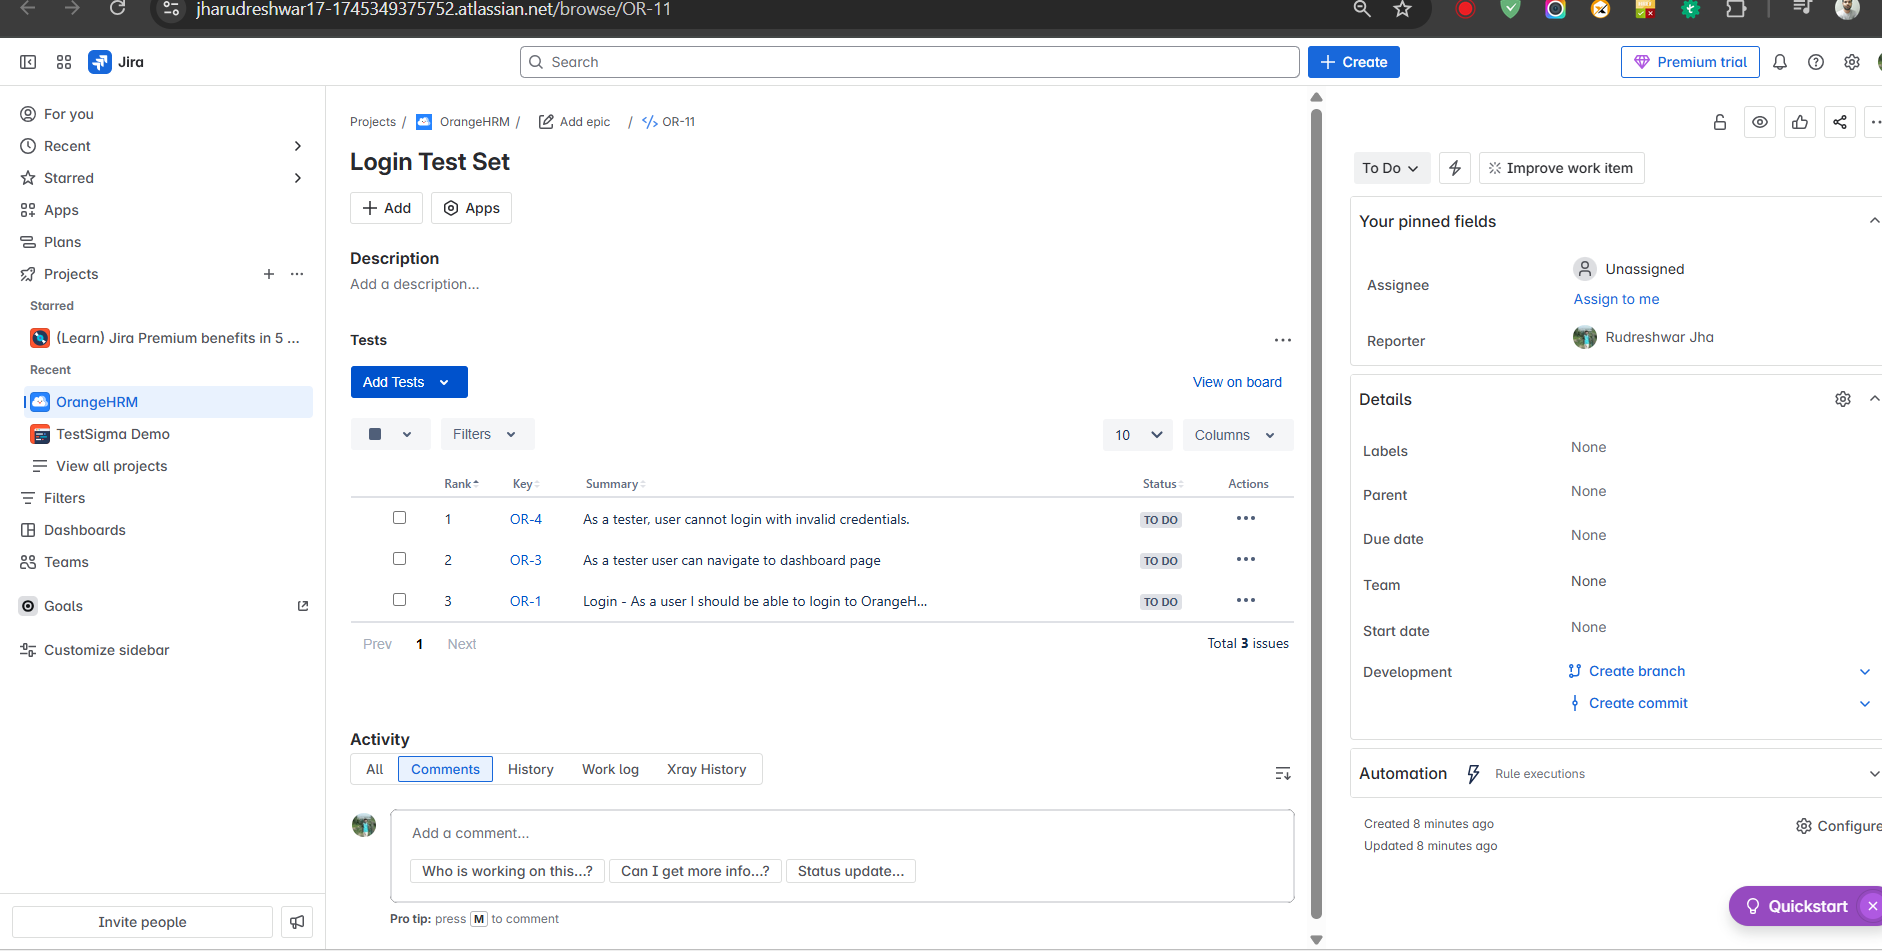 jharudreshwar17-1745349375752.atlassian.net/browse/OR-11
Jira
Search
Create
Premium trial
For you
Recent
Starred
Apps
Plans
Projects
Starred
(Learn) Jira Premium benefits in 5 ...
Recent
OrangeHRM
TestSigma Demo
View all projects
Filters
Dashboards
Teams
Goals
Customize sidebar
Invite people
Projects / OrangeHRM / Add epic / OR-11
Login Test Set
Add Apps
Description
Add a description...
Tests
Add Tests View on board
Filters 10 Columns
Rank Key Summary Status Actions
1 OR-4 As a tester, user cannot login with invalid credentials. TO DO
2 OR-3 As a tester user can navigate to dashboard page TO DO
3 OR-1 Login - As a user I should be able to login to OrangeH... TO DO
Prev 1 Next Total 3 issues
Activity
All Comments History Work log Xray History
Add a comment...
Who is working on this...? Can I get more info...? Status update...
Pro tip: press M to comment
To Do Improve work item
Your pinned fields
Assignee Unassigned
Assign to me
Reporter Rudreshwar Jha
Details
Labels None
Parent None
Due date None
Team None
Start date None
Development Create branch
Create commit
Automation Rule executions
Created 8 minutes ago Configure
Updated 8 minutes ago
Quickstart